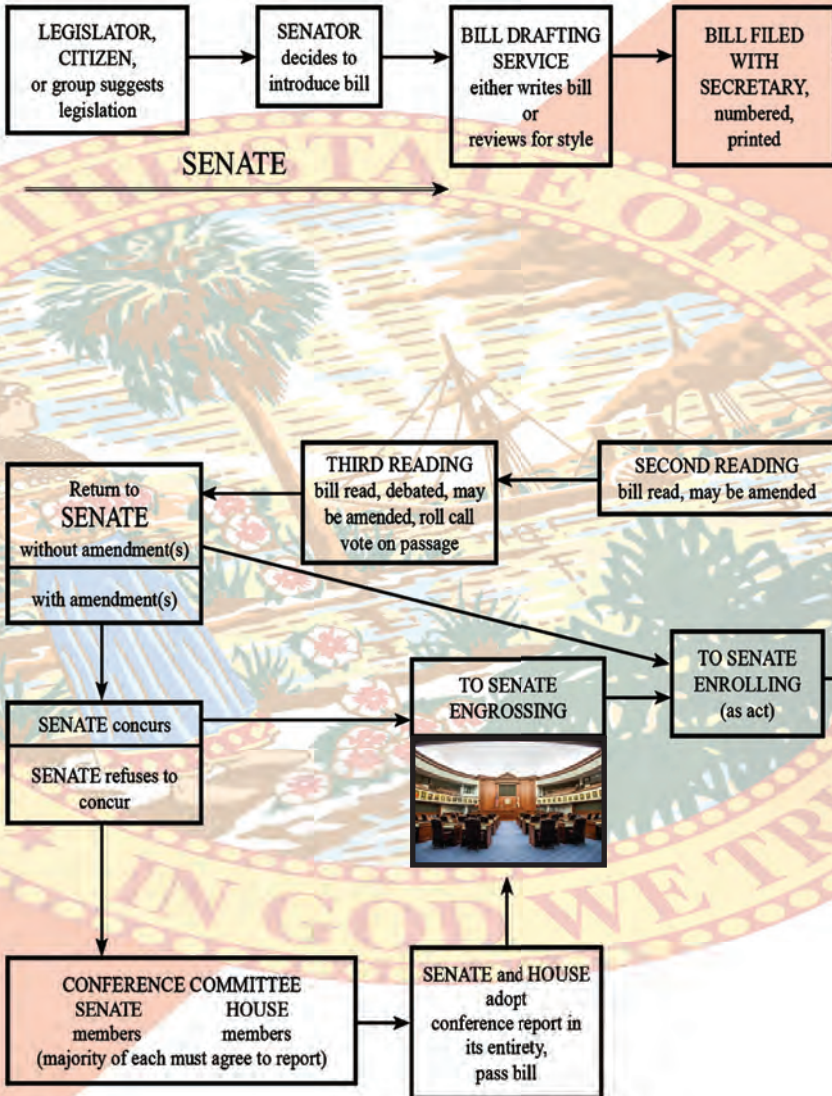 LEGISLATOR,
CITIZEN,
or group suggests
legislation
SENATOR
decides to
introduce bill
BILL DRAFTING
SERVICE
either writes bill
or
reviews for style
BILL FILED
WITH
SECRETARY,
numbered,
printed
SENATE
THE STATE OF
Return to
SENATE
without amendment(s)
with amendment(s)
THIRD READING
bill read, debated, may
be amended, roll call
vote on passage
SECOND READING
bill read, may be amended
SENATE concurs
SENATE refuses to
concur
TO SENATE
ENGROSSING
TO SENATE
ENROLLING
(as act)
IN GOD WE
CONFERENCE COMMITTEE
SENATE HOUSE
members members
(majority of each must agree to report)
SENATE and HOUSE
adopt
conference report in
its entirety,
pass bill